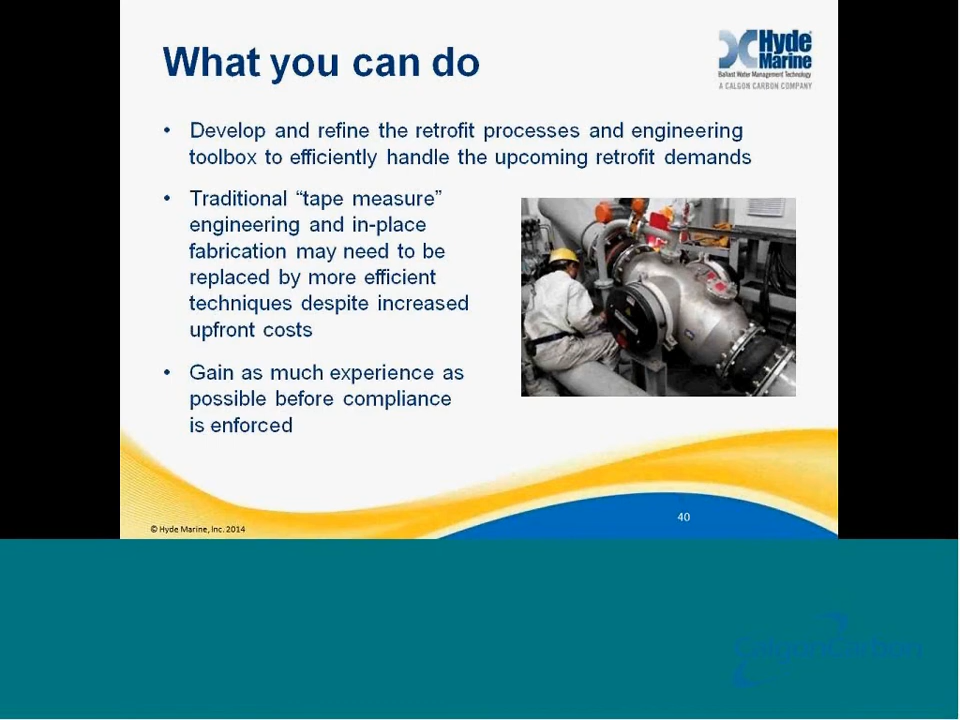 What you can do
Hyde
Marine
Ballast Water Management Technology
A CALGON CARBON COMPANY
• Develop and refine the retrofit processes and engineering
toolbox to efficiently handle the upcoming retrofit demands
• Traditional “tape measure”
engineering and in-place
fabrication may need to be
replaced by more efficient
techniques despite increased
upfront costs
• Gain as much experience as
possible before compliance
is enforced
40
© Hyde Marine, Inc. 2014
CalgonCarbon